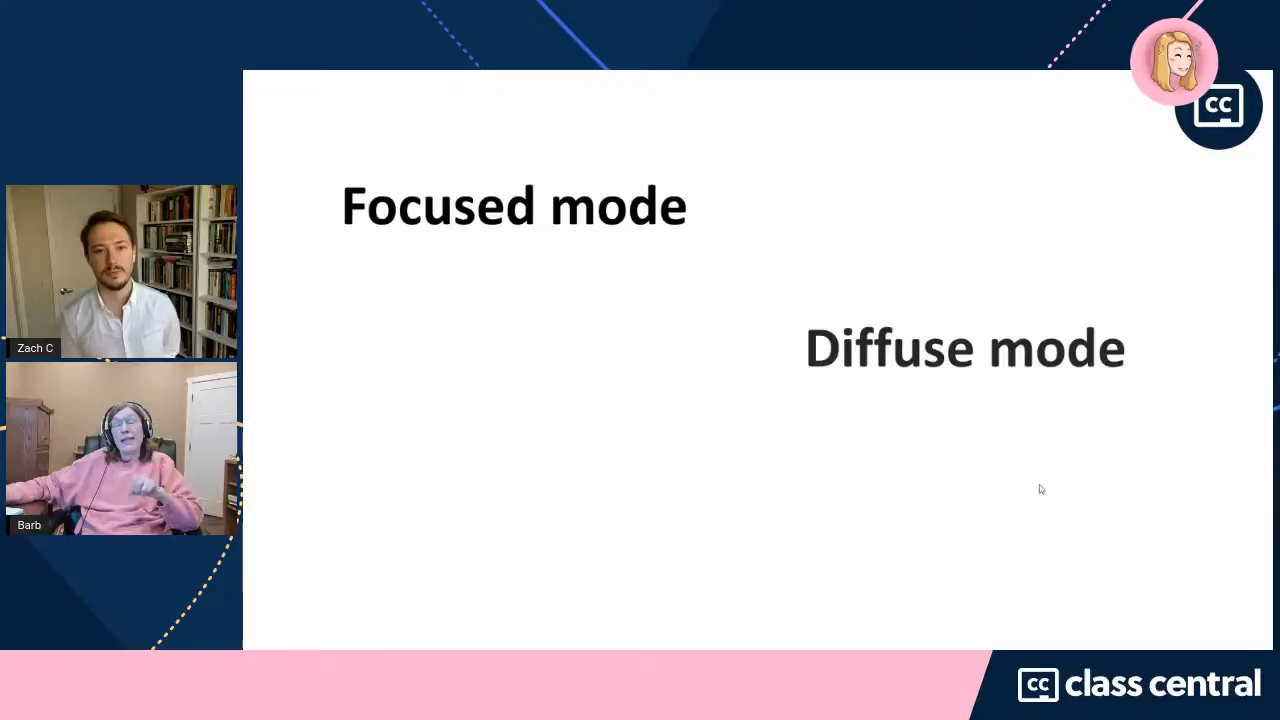 CC
Focused mode
Zach C
Diffuse mode
Barb
CC class central